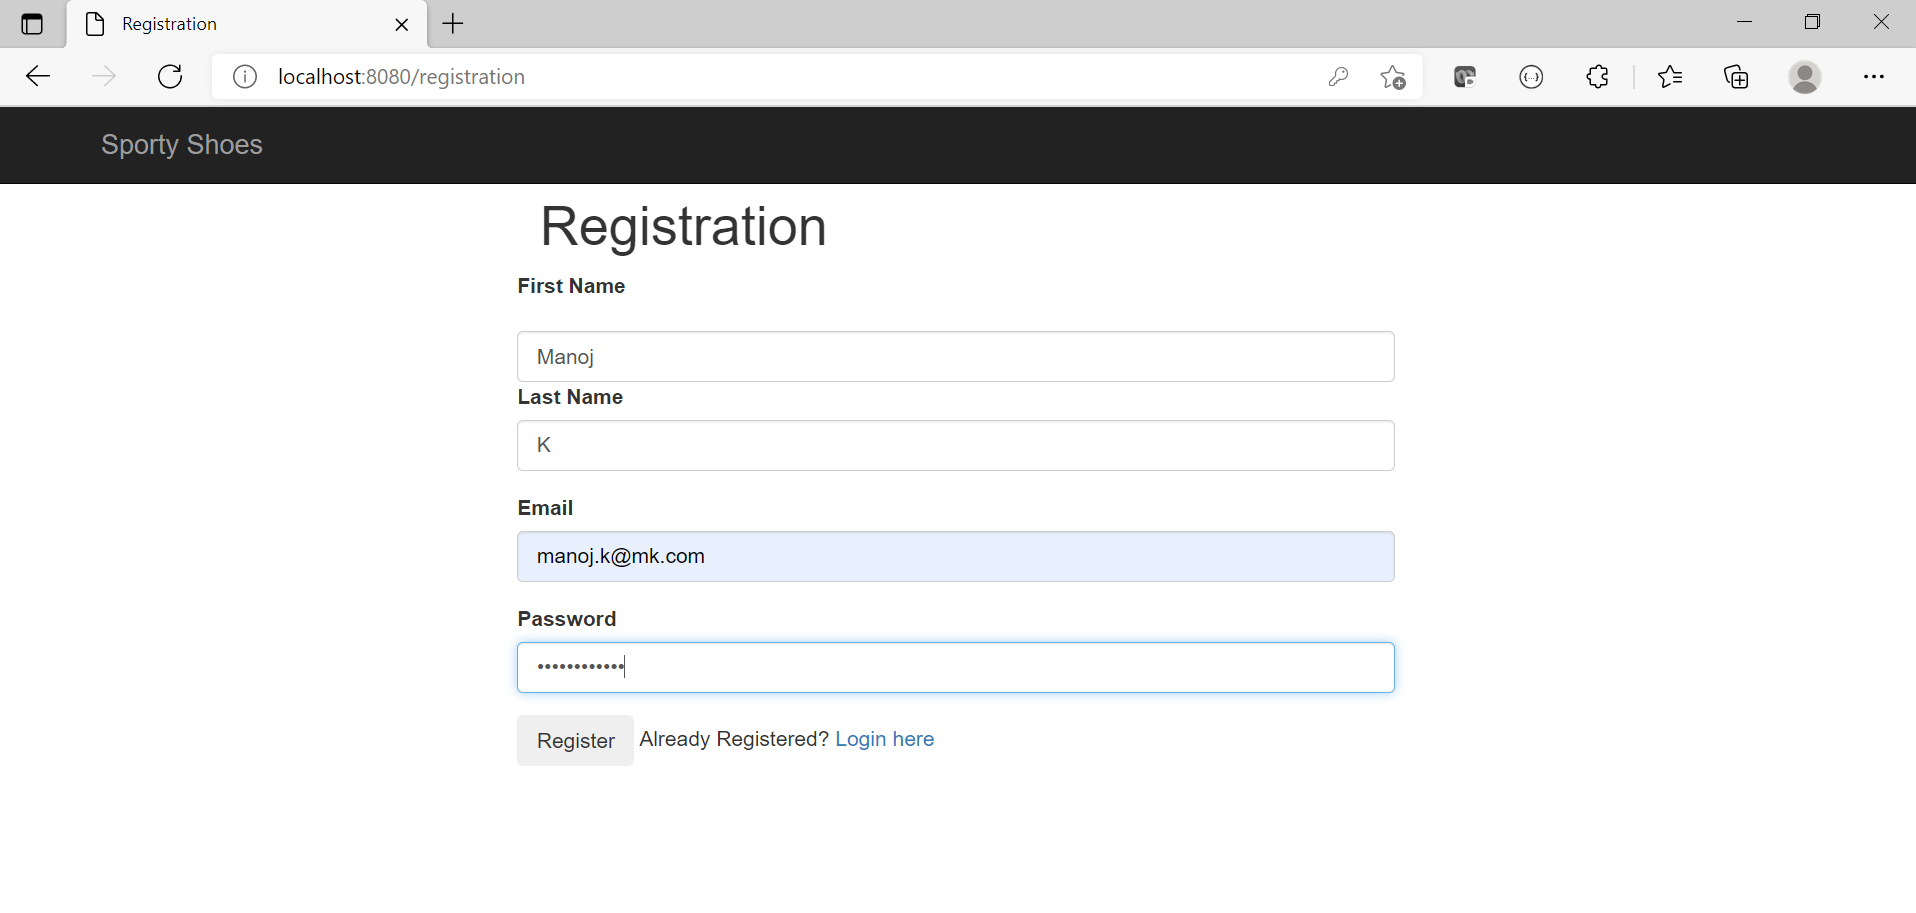 Registration
localhost:8080/registration
Sporty Shoes
Registration
First Name
Manoj
Last Name
K
Email
manoj.k@mk.com
Password
••••••••••••
Register Already Registered? Login here